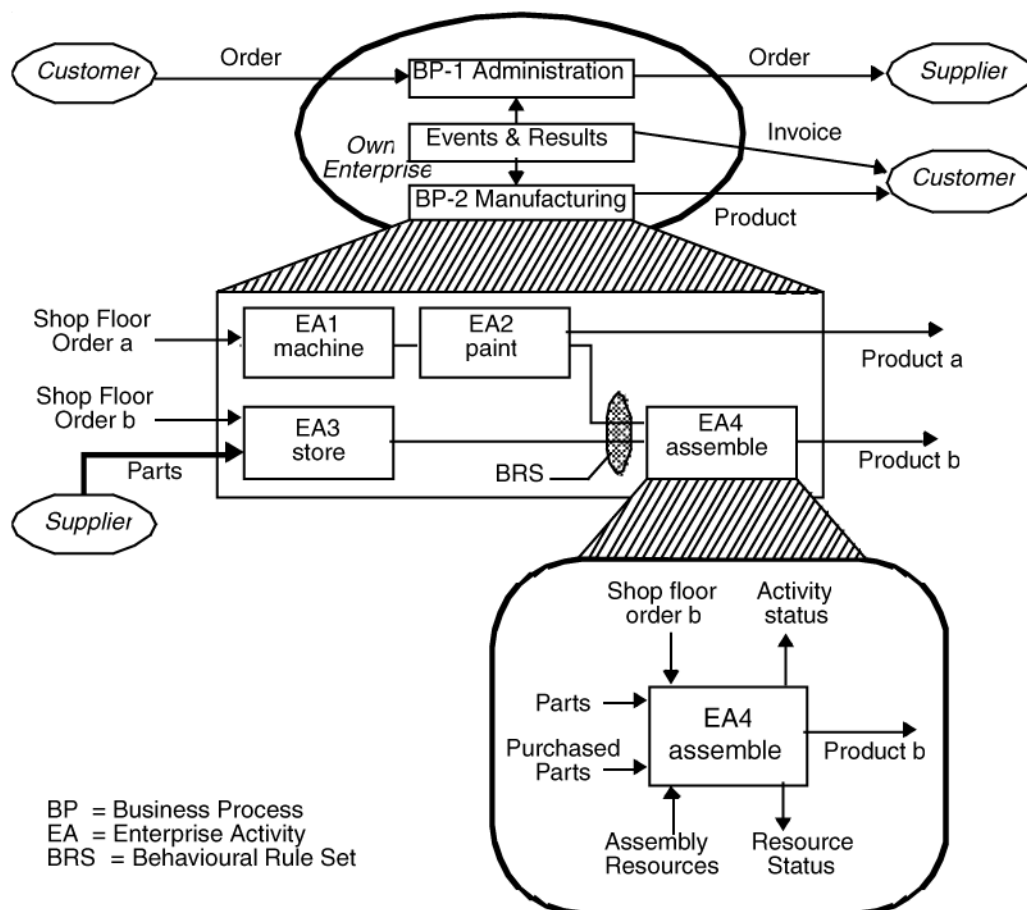 Order
Order
Customer
BP-1 Administration
Supplier
Events & Results
Invoice
Own
Enterprise
Customer
BP-2 Manufacturing
Product
Shop Floor
Order a
EA1
machine
EA2
paint
Product a
Shop Floor
Order b
EA3
store
EA4
assemble
Parts
BRS
Product b
Supplier
Shop floor
order b
Activity
status
Parts
EA4
assemble
Purchased
Parts
Product b
Assembly
Resources
Resource
Status
BP = Business Process
EA = Enterprise Activity
BRS = Behavioural Rule Set